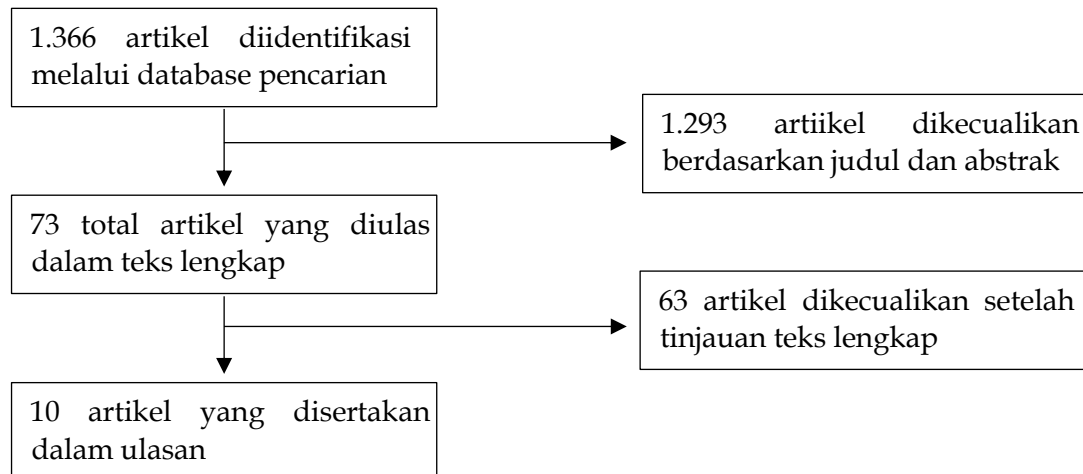 1.366 artikel diidentifikasi
melalui database pencarian
1.293 artiikel dikecualikan
berdasarkan judul dan abstrak
73 total artikel yang diulas
dalam teks lengkap
63 artikel dikecualikan setelah
tinjauan teks lengkap
10 artikel yang disertakan
dalam ulasan